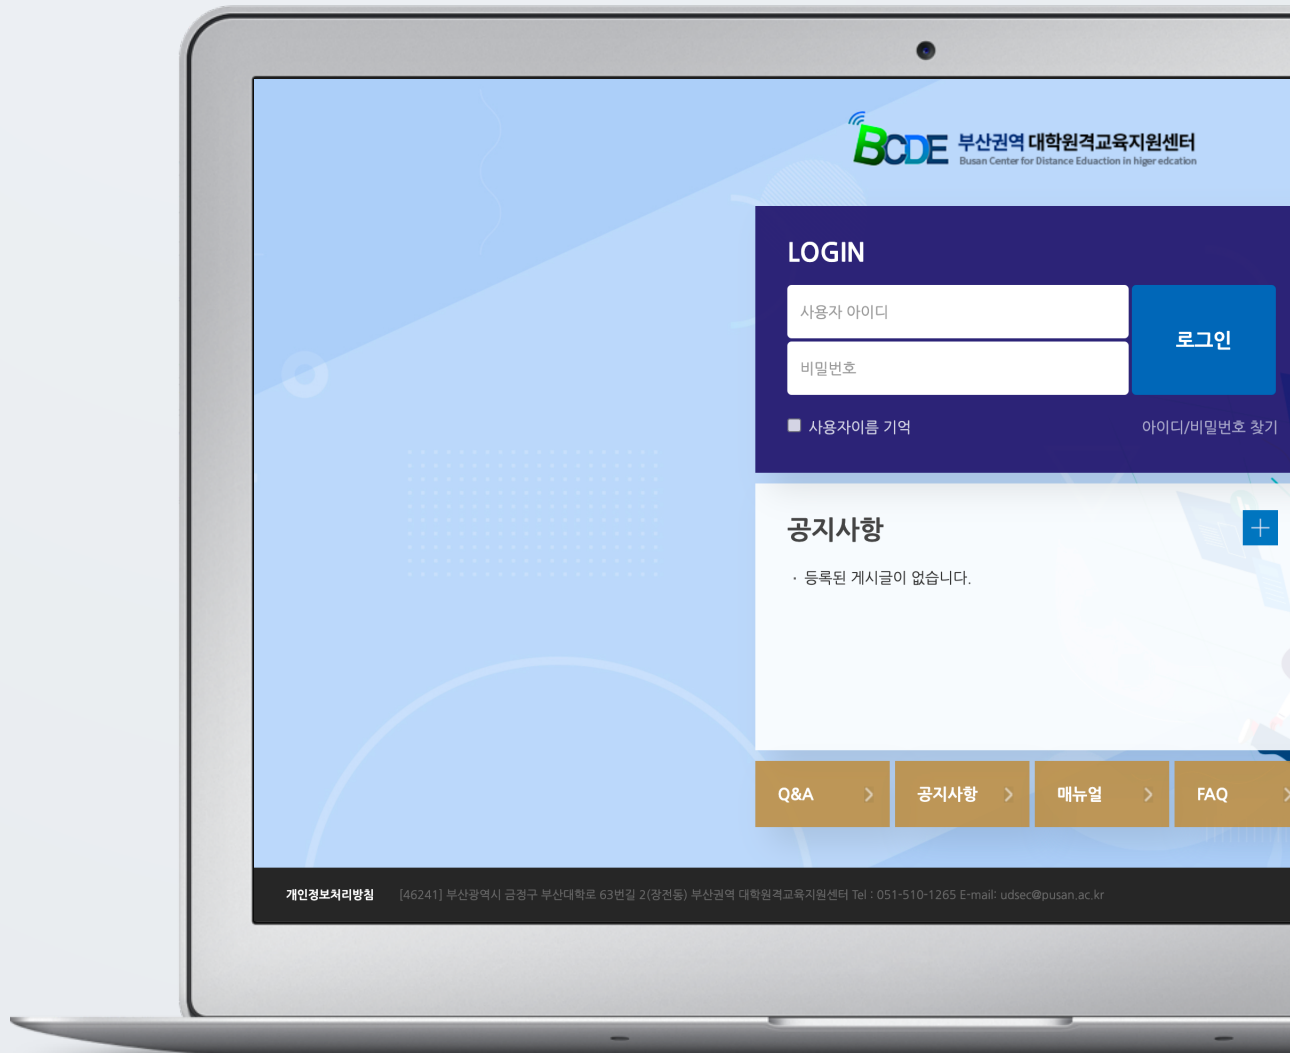 BCDE 부산권역 대학원격교육지원센터
Busan Center for Distance Eduaction in higer edcation
LOGIN
사용자 아이디
로그인
비밀번호
사용자이름 기억
아이디/비밀번호 찾기
공지사항
· 등록된 게시글이 없습니다.
Q&A
공지사항
매뉴얼
FAQ
개인정보처리방침
[46241] 부산광역시 금정구 부산대학로 63번길 2(장전동) 부산권역 대학원격교육지원센터 Tel : 051-510-1265 E-mail: udsec@pusan.ac.kr